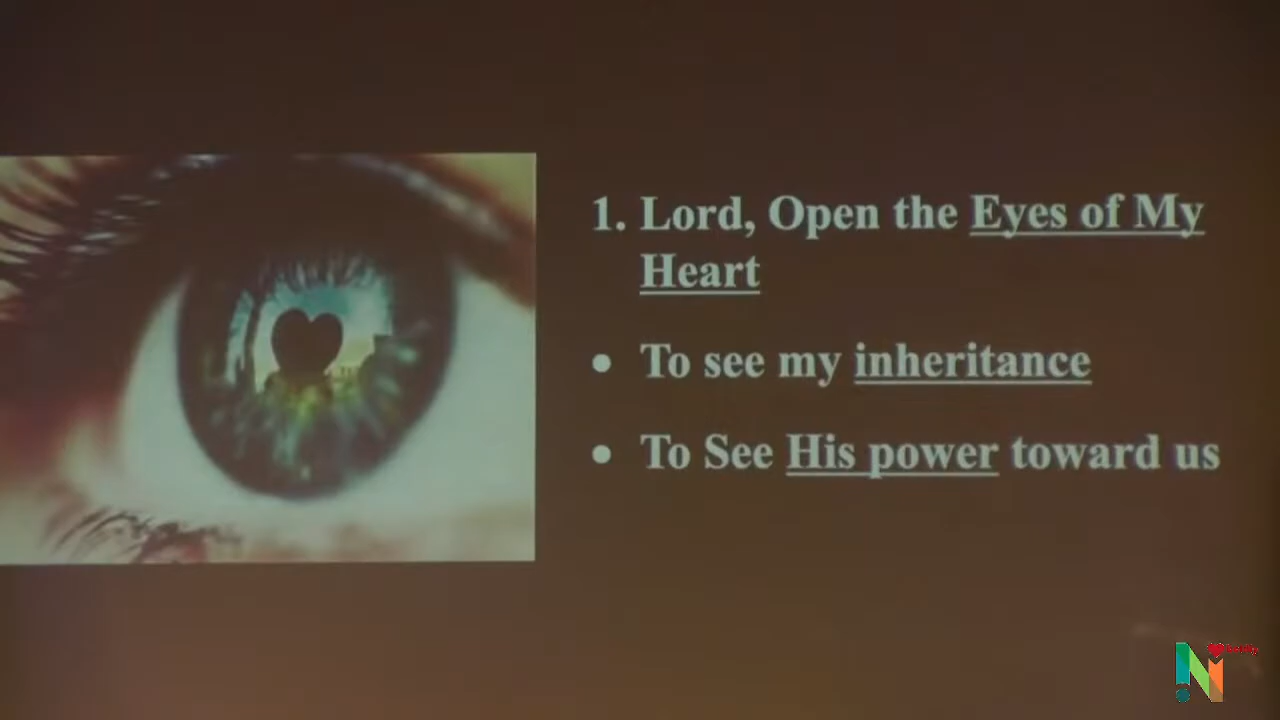 1. Lord, Open the Eyes of My
Heart
• To see my inheritance
• To See His power toward us